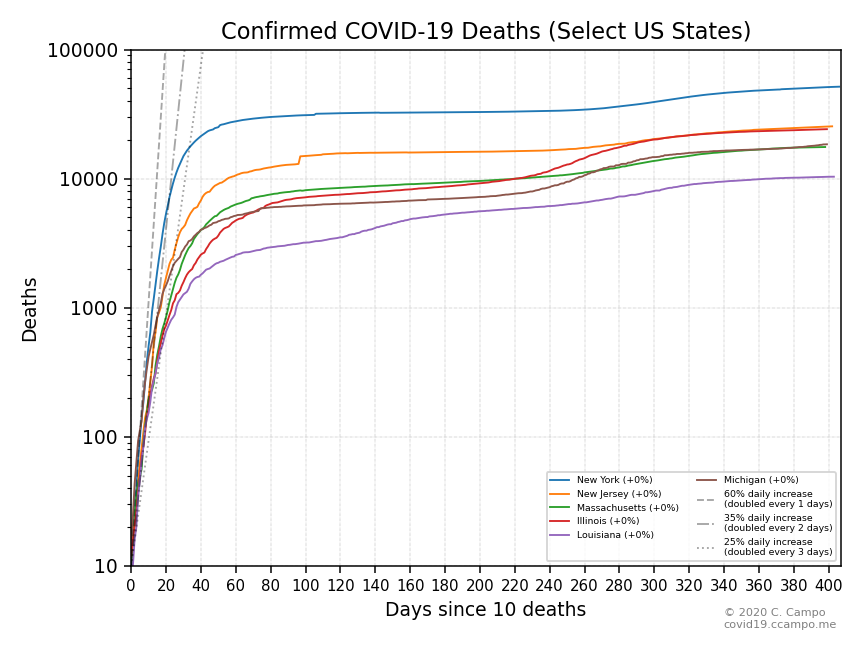 Confirmed COVID-19 Deaths (Select US States)
100000
10000
1000
100
10
Deaths
0 20 40 60 80 100 120 140 160 180 200 220 240 260 280 300 320 340 360 380 400
Days since 10 deaths
New York (+0%)
New Jersey (+0%)
Massachusetts (+0%)
Illinois (+0%)
Louisiana (+0%)
Michigan (+0%)
60% daily increase
(doubled every 1 days)
35% daily increase
(doubled every 2 days)
25% daily increase
(doubled every 3 days)
© 2020 C. Campo
covid19.ccampo.me